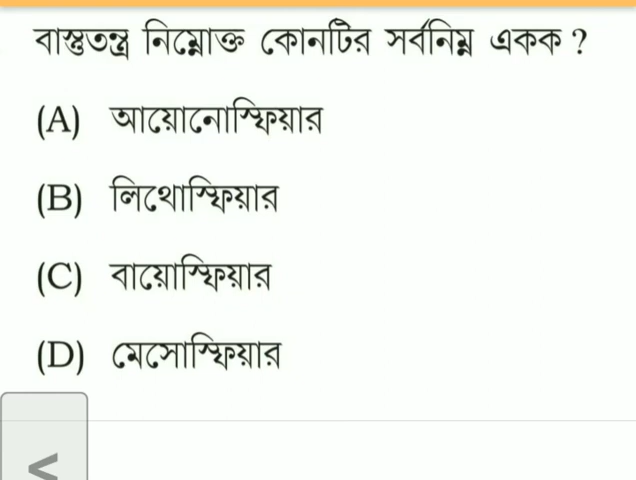 বাস্তুতন্ত্র নিম্নোক্ত কোনটির সর্বনিম্ন একক ?
(A) আয়োনোস্ফিয়ার
(B) লিথোস্ফিয়ার
(C) বায়োস্ফিয়ার
(D) মেসোস্ফিয়ার
<